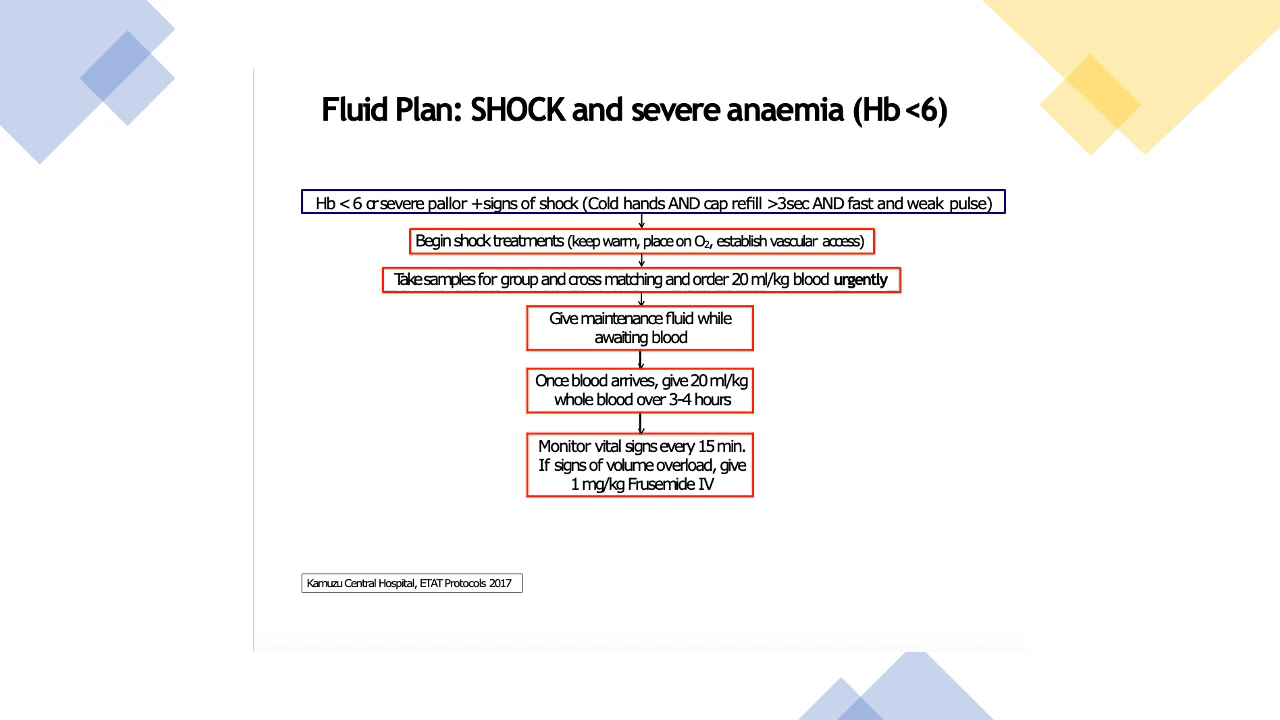 Fluid Plan: SHOCK and severe anaemia (Hb <6)
Hb < 6 or severe pallor + signs of shock (Cold hands AND cap refill >3sec AND fast and weak pulse)
Begin shock treatments (keep warm, place on O₂, establish vascular access)
Take samples for group and cross matching and order 20 ml/kg blood urgently
Give maintenance fluid while
awaiting blood
Once blood arrives, give 20 ml/kg
whole blood over 3-4 hours
Monitor vital signs every 15 min.
If signs of volume overload, give
1 mg/kg Frusemide IV
Kamuzu Central Hospital, ETAT Protocols 2017